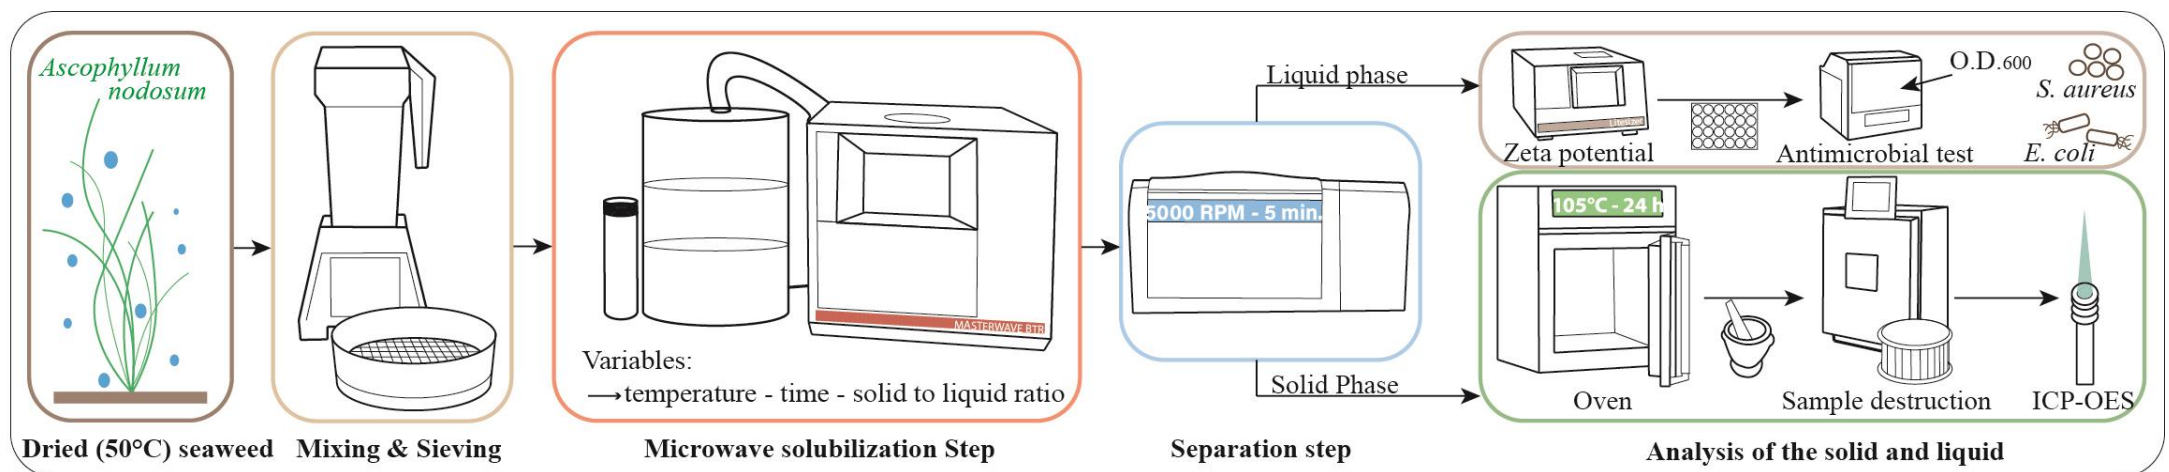 Ascophyllum
nodosum
Dried (50°C) seaweed
Mixing & Sieving
MASTERWAVE BTR
Variables:
→temperature - time - solid to liquid ratio
Microwave solubilization Step
5000 RPM - 5 min.
Separation step
Liquid phase
Solid Phase
Zeta potential
Antimicrobial test
O.D.600
S. aureus
E. coli
105°C - 24 h
Oven
Sample destruction
ICP-OES
Analysis of the solid and liquid